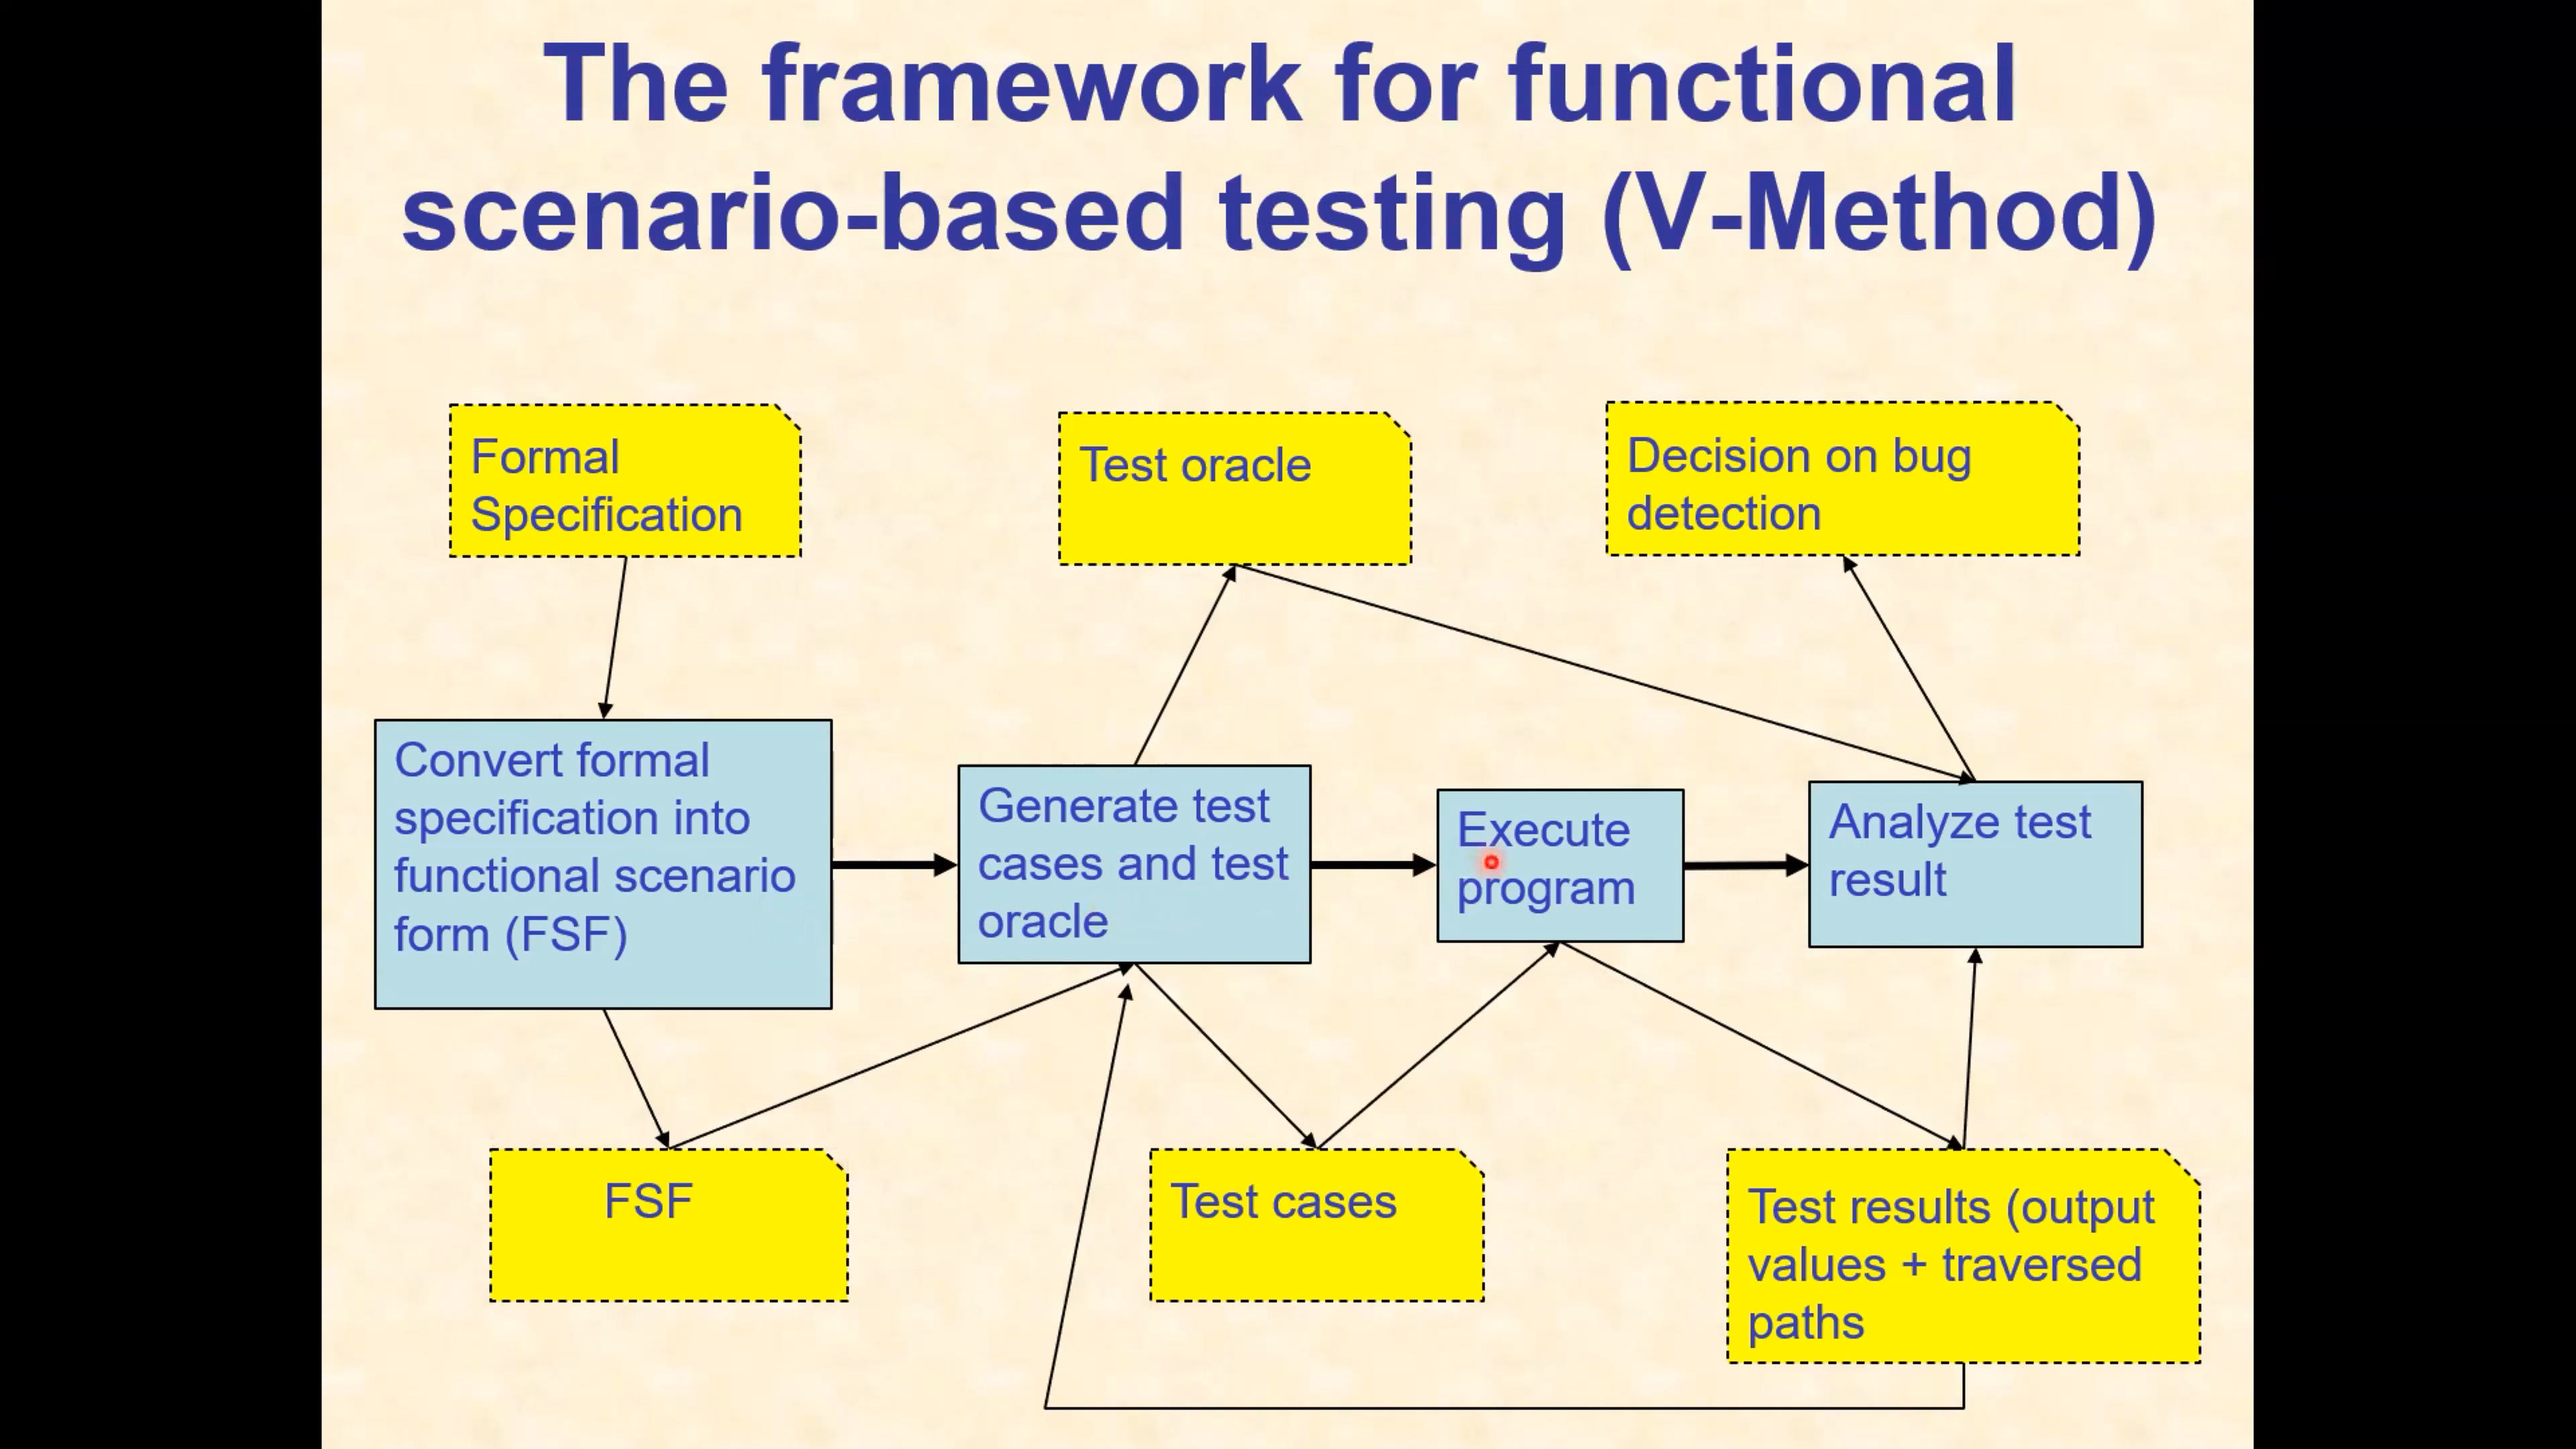 The framework for functional
scenario-based testing (V-Method)
Formal
Specification
Test oracle
Decision on bug
detection
Convert formal
specification into
functional scenario
form (FSF)
Generate test
cases and test
oracle
Execute
program
Analyze test
result
FSF
Test cases
Test results (output
values + traversed
paths